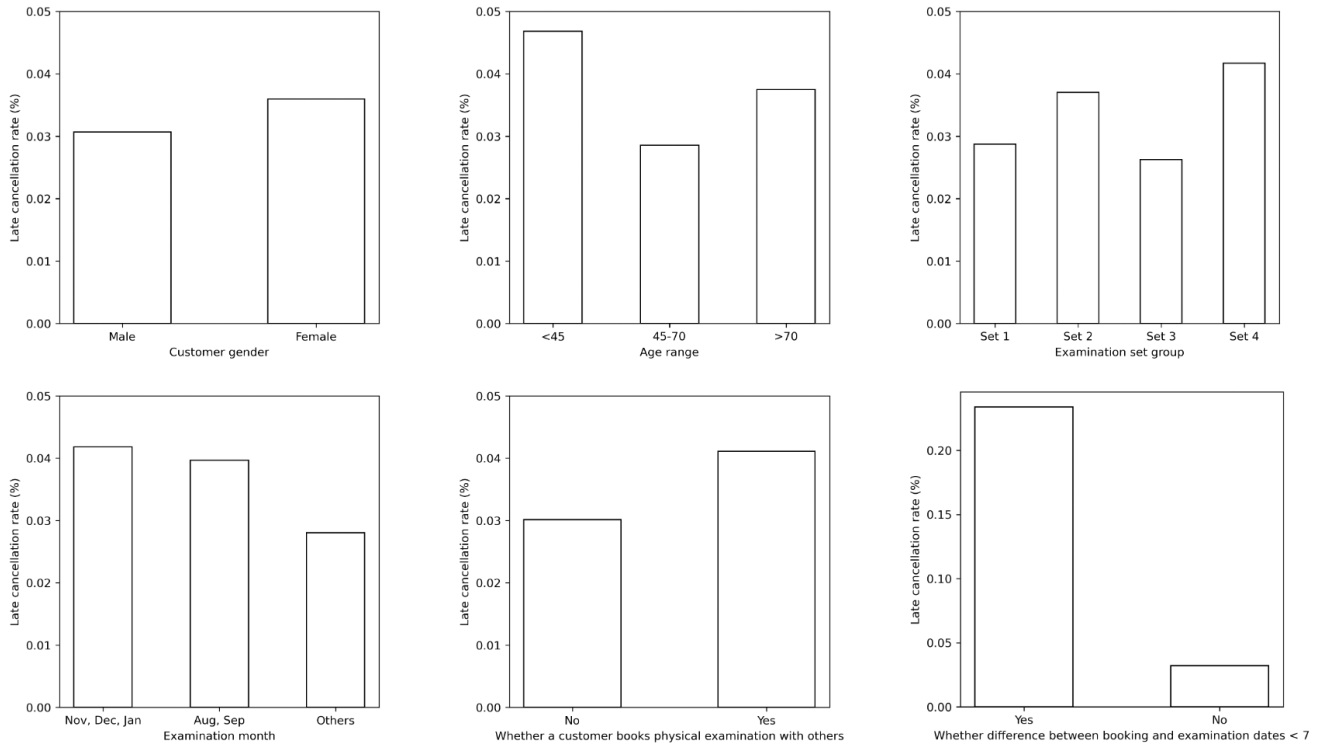 0.05
0.04
0.03
0.02
0.01
0.00
Late cancellation rate (%)
Male Female
Customer gender
0.05
0.04
0.03
0.02
0.01
0.00
Late cancellation rate (%)
<45 45-70 >70
Age range
0.05
0.04
0.03
0.02
0.01
0.00
Late cancellation rate (%)
Set 1 Set 2 Set 3 Set 4
Examination set group
0.05
0.04
0.03
0.02
0.01
0.00
Late cancellation rate (%)
Nov, Dec, Jan Aug, Sep Others
Examination month
0.05
0.04
0.03
0.02
0.01
0.00
Late cancellation rate (%)
No Yes
Whether a customer books physical examination with others
0.20
0.15
0.10
0.05
0.00
Late cancellation rate (%)
Yes No
Whether difference between booking and examination dates < 7